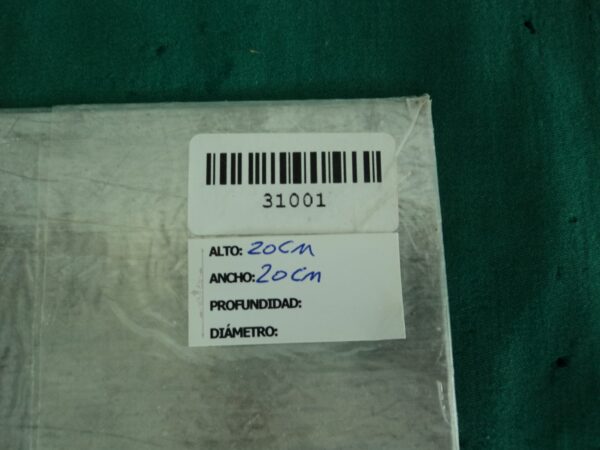 31001
ALTO: 20cm
ANCHO: 20cm
PROFUNDIDAD:
DIÁMETRO: